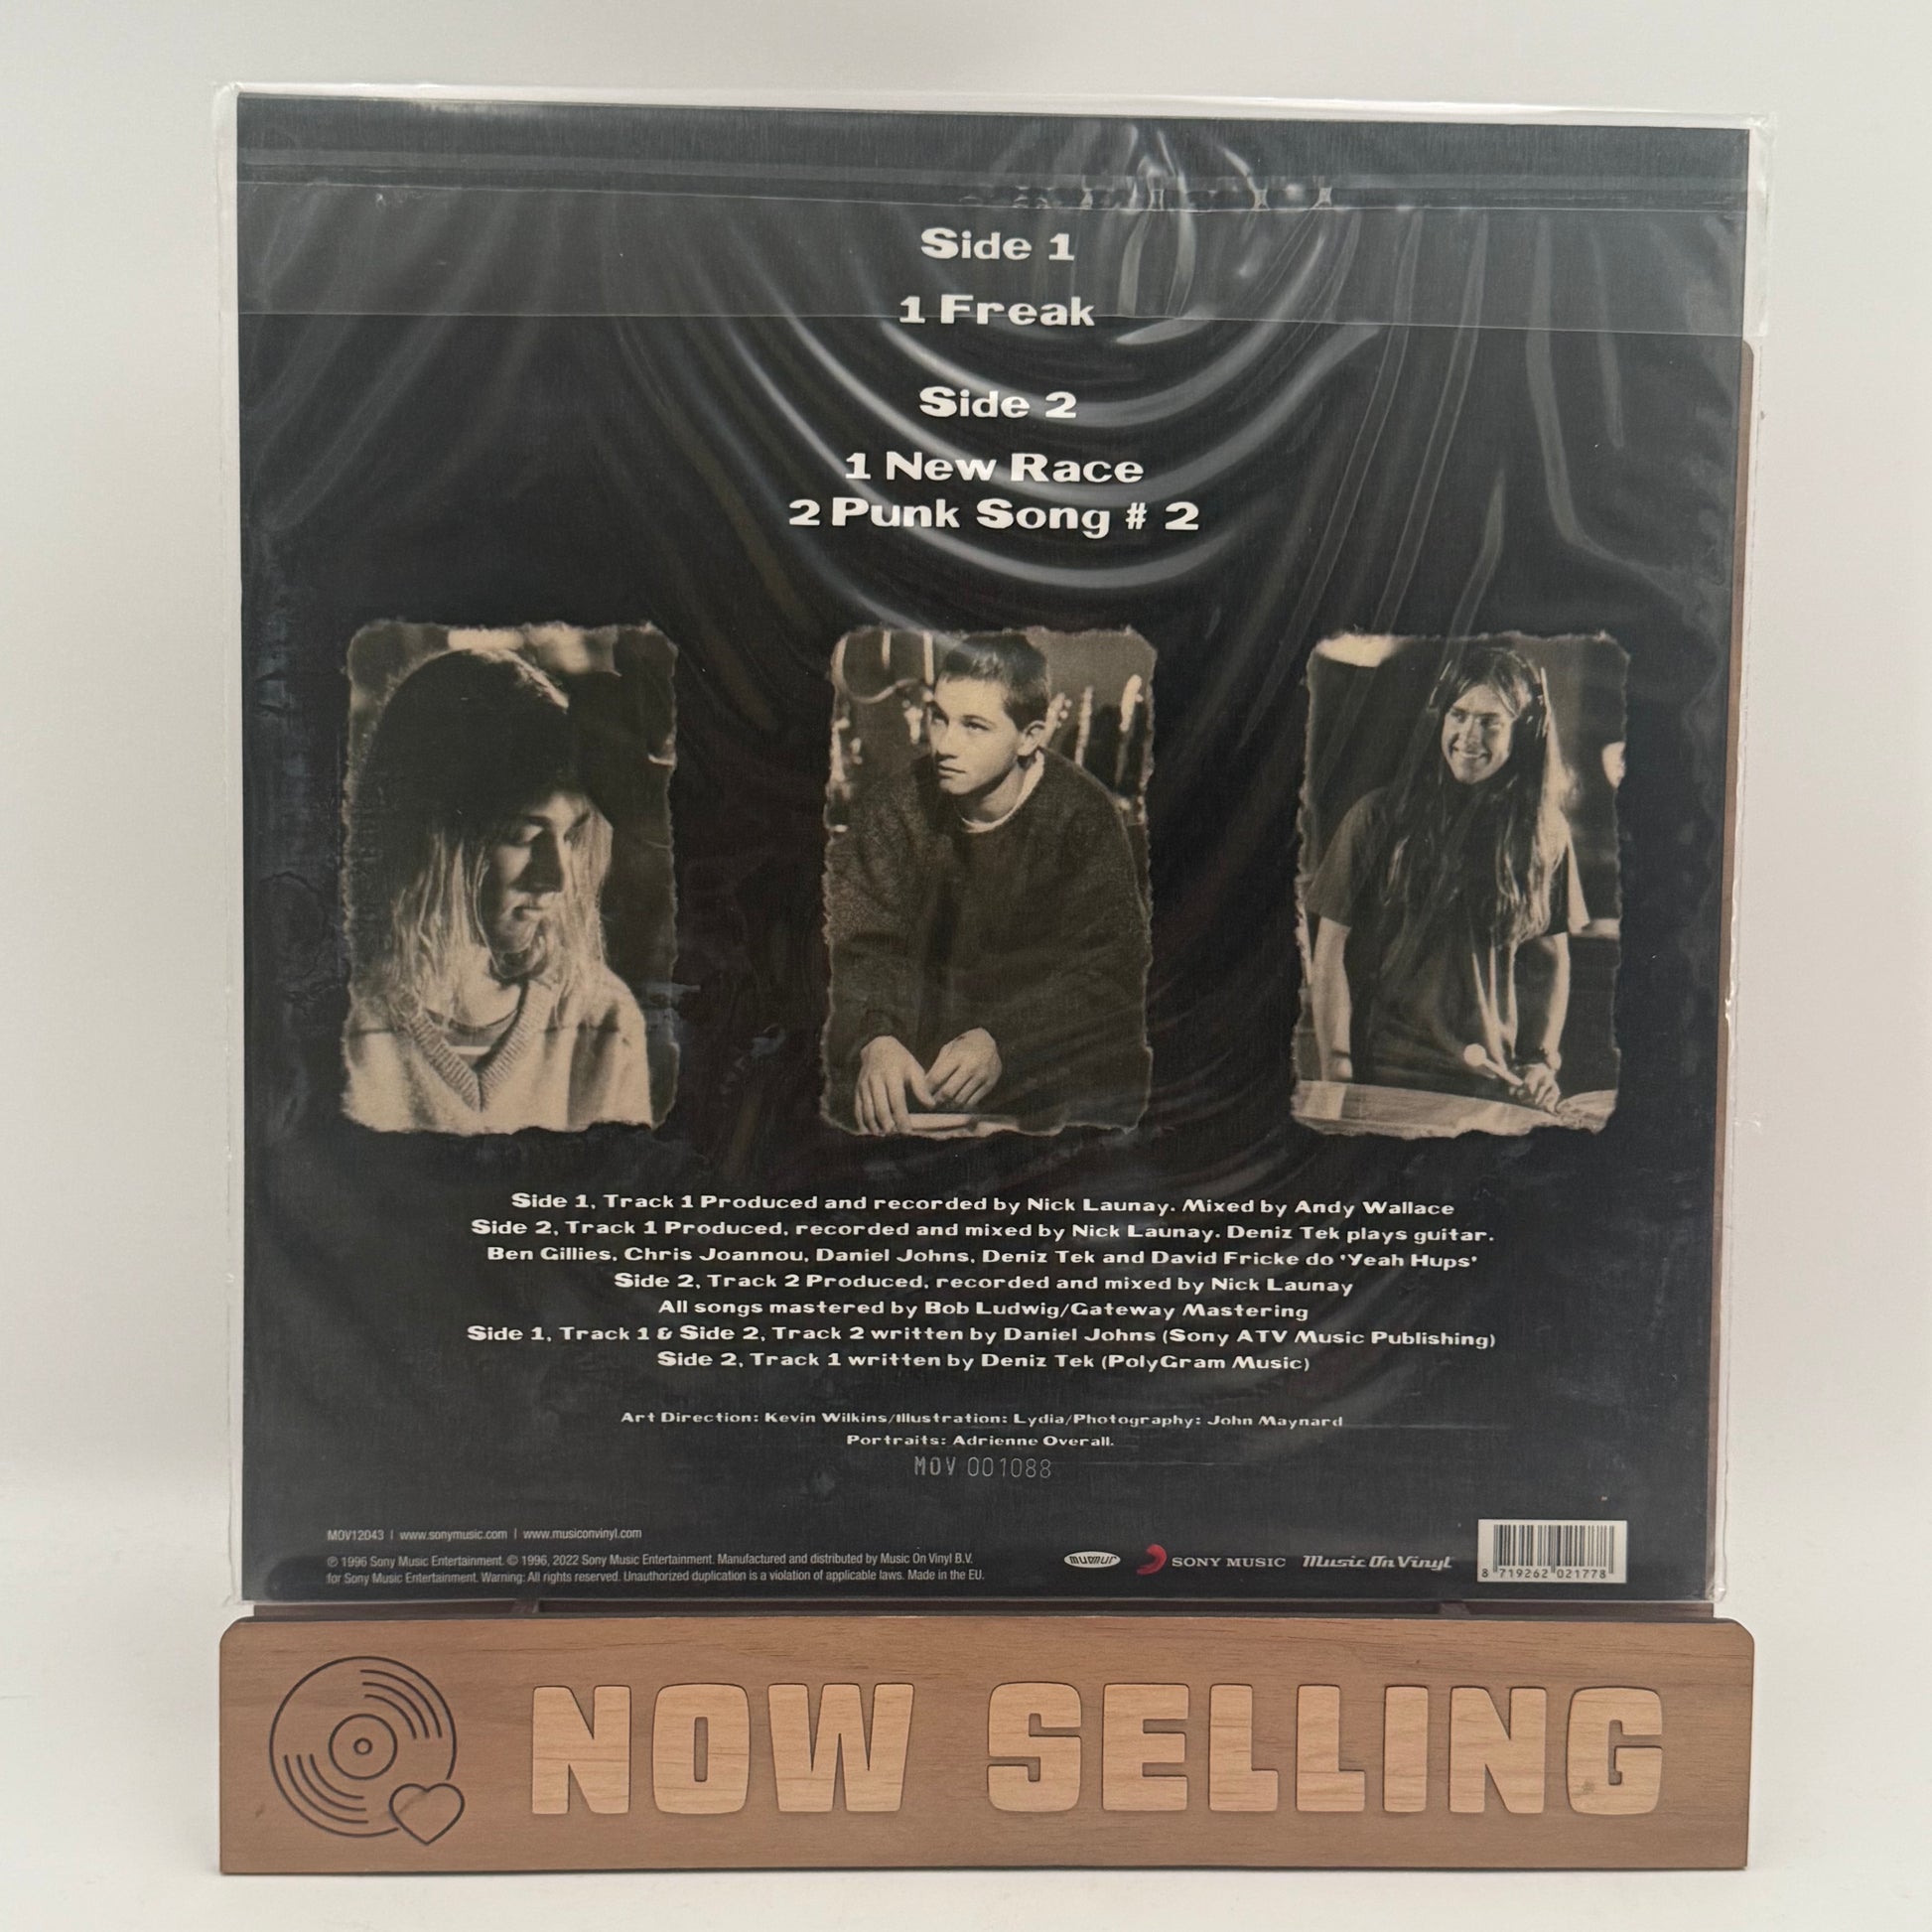 Side 1
1 Freak
Side 2
1 New Race
2 Punk Song # 2
Side 1, Track 1 Produced and recorded by Nick Launay. Mixed by Andy Wallace
Side 2, Track 1 Produced, recorded and mixed by Nick Launay. Deniz Tek plays guitar.
Ben Gillies, Chris Joannou, Daniel Johns, Deniz Tek and David Fricke do 'Yeah Hups'
Side 2, Track 2 Produced, recorded and mixed by Nick Launay
All songs mastered by Bob Ludwig/Gateway Mastering
Side 1, Track 1 & Side 2, Track 2 written by Daniel Johns (Sony ATV Music Publishing)
Side 2, Track 1 written by Deniz Tek (PolyGram Music)
Art Direction: Kevin Wilkins/Illustration: Lydia/Photography: John Maynard
Portraits: Adrienne Overall.
MOV 001088
MOV12043 | www.sonymusic.com | www.musiconvinyl.com
℗ 1996 Sony Music Entertainment. © 1996, 2022 Sony Music Entertainment. Manufactured and distributed by Music On Vinyl B.V.
for Sony Music Entertainment. Warning: All rights reserved. Unauthorized duplication is a violation of applicable laws. Made in the EU.
murmur SONY MUSIC Music On Vinyl
8 719262 021778
NOW SELLING